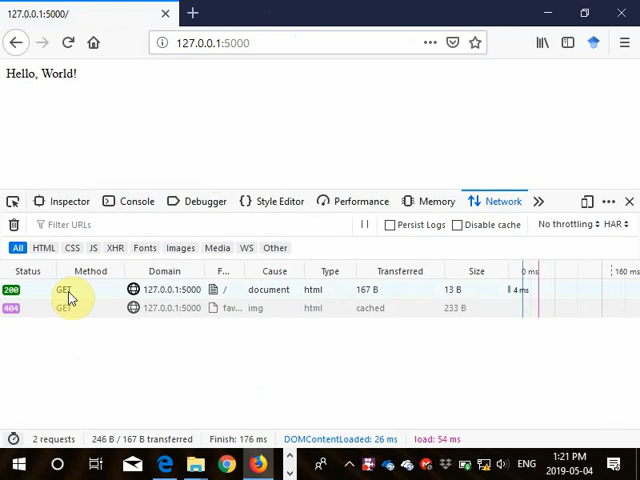 127.0.0.1:5000/
127.0.0.1:5000
Hello, World!
Inspector Console Debugger Style Editor Performance Memory Network
Filter URLs Persist Logs Disable cache No throttling HAR
All HTML CSS JS XHR Fonts Images Media WS Other
Status Method Domain F... Cause Type Transferred Size 0 ms 160 ms
200 GET 127.0.0.1:5000 / document html 167 B 13 B 4 ms
404 GET 127.0.0.1:5000 fav... img html cached 233 B
2 requests 246 B / 167 B transferred Finish: 176 ms DOMContentLoaded: 26 ms load: 54 ms
ENG 1:21 PM
2019-05-04